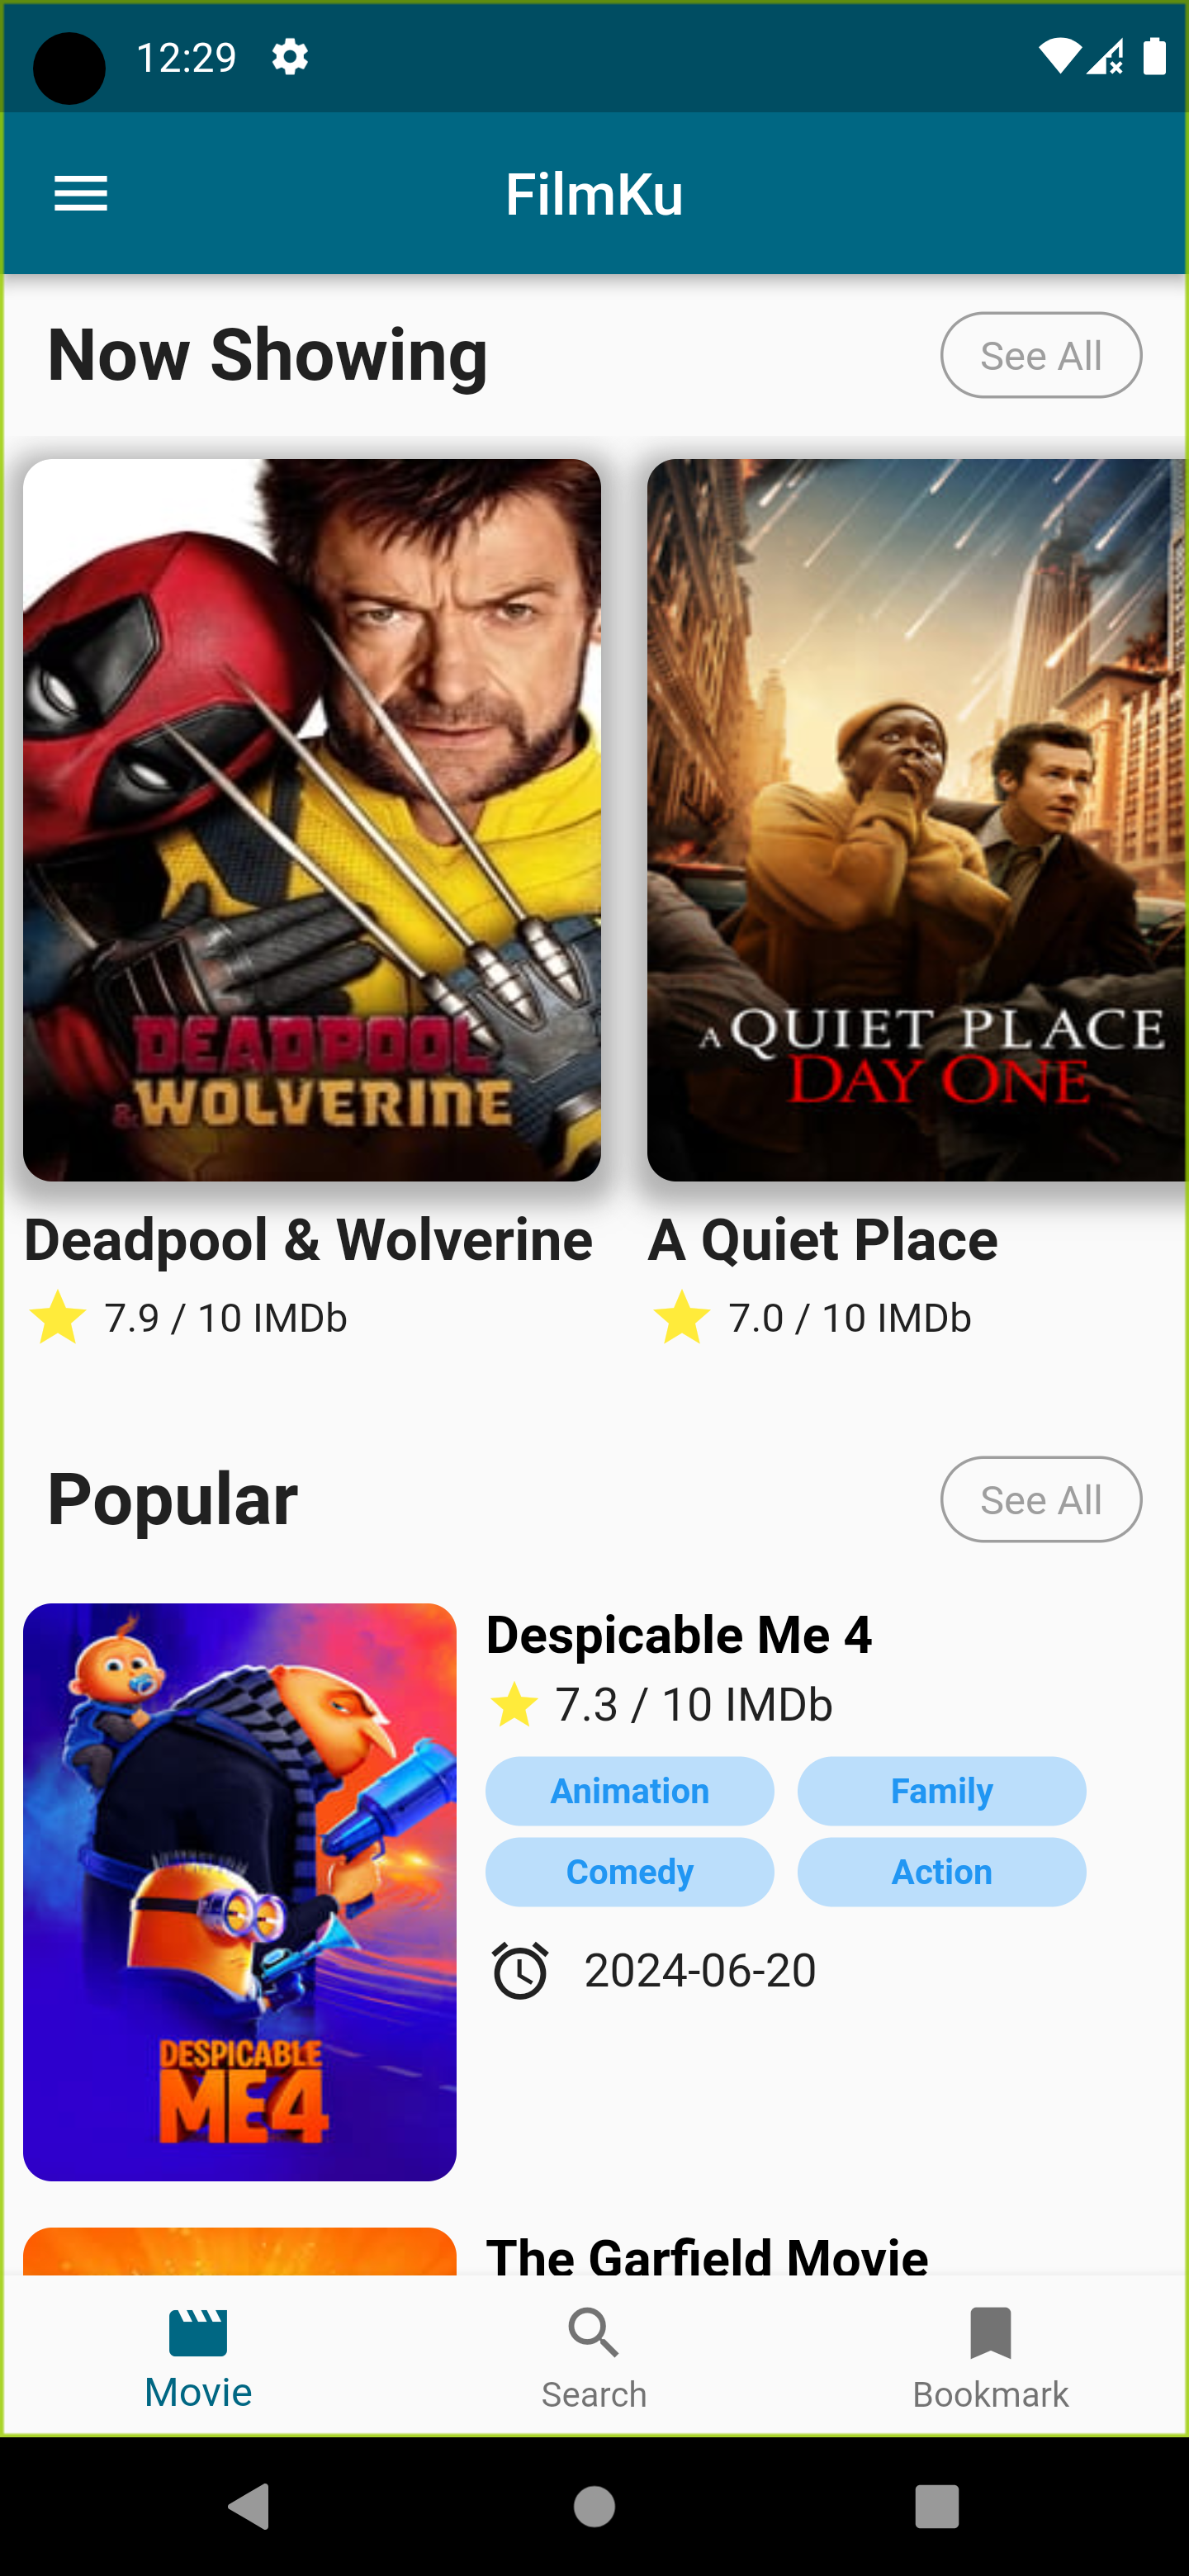 12:29
FilmKu
Now Showing
See All
DEADPOOL
& WOLVERINE
A QUIET PLACE
DAY ONE
Deadpool & Wolverine
A Quiet Place
7.9 / 10 IMDb
7.0 / 10 IMDb
Popular
See All
DESPICABLE
ME4
Despicable Me 4
7.3 / 10 IMDb
Animation
Family
Comedy
Action
2024-06-20
The Garfield Movie
Movie
Search
Bookmark